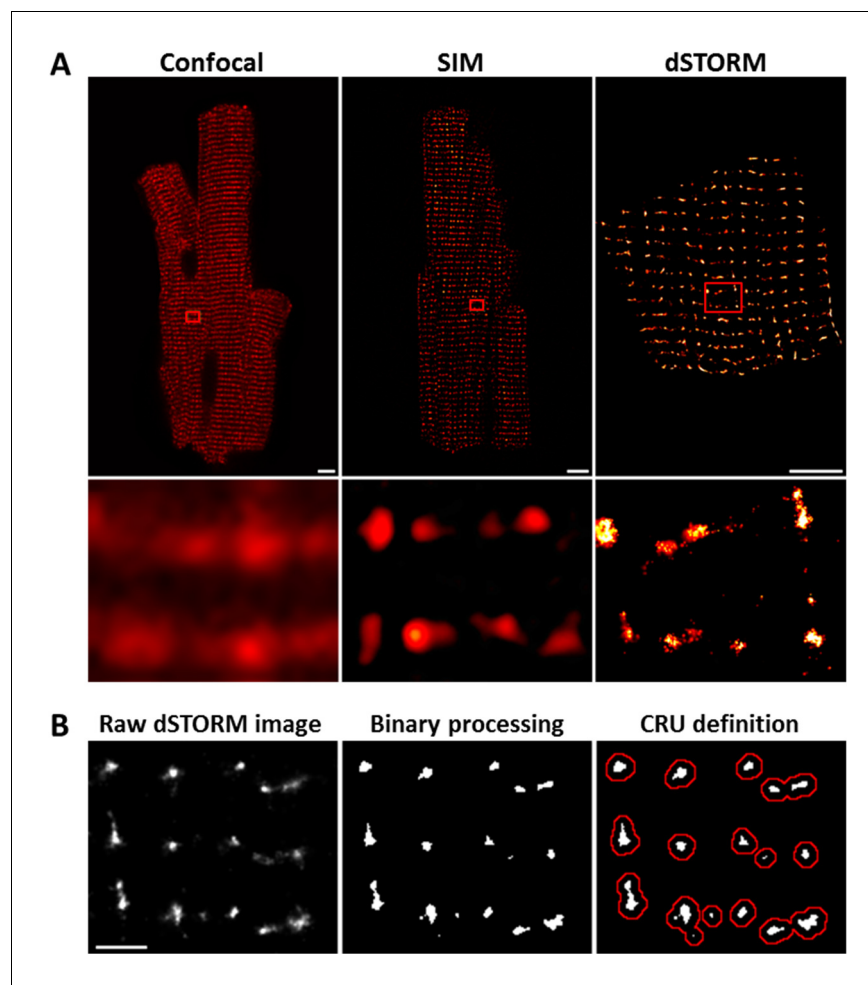 A
Confocal SIM dSTORM
B
Raw dSTORM image Binary processing CRU definition